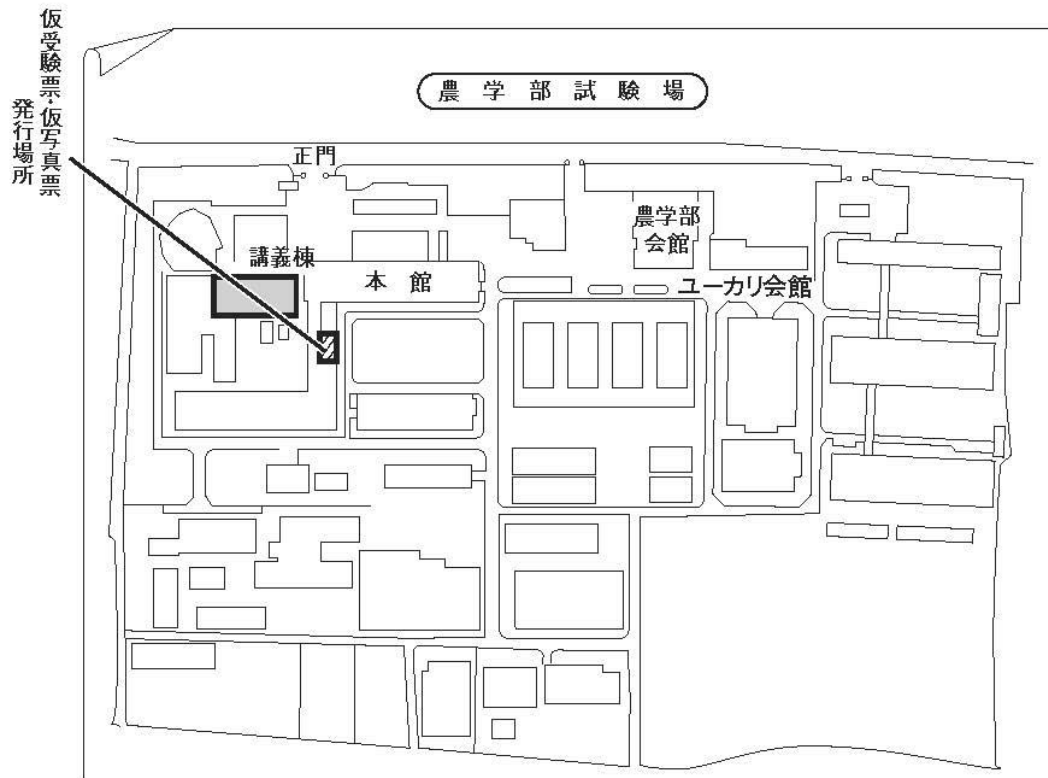 農学部試験場
仮受験票・仮写真票
発行場所
正門
農学部
会館
講義棟
本館
ユーカリ会館